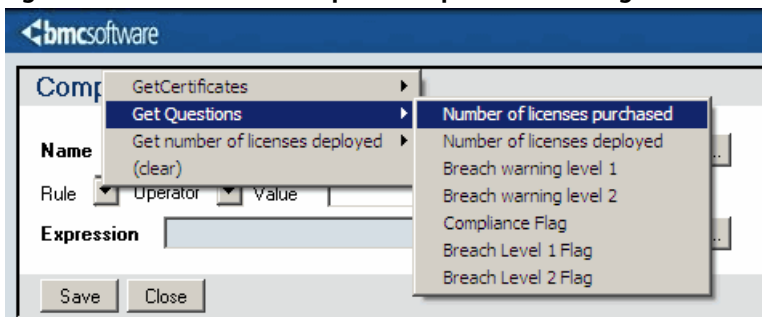 bmcsoftware
Comp
GetCertificates
Get Questions
Get number of licenses deployed
(clear)
Number of licenses purchased
Number of licenses deployed
Breach warning level 1
Breach warning level 2
Compliance Flag
Breach Level 1 Flag
Breach Level 2 Flag
Name
..
Rule Operator Value
Expression
..
Save Close